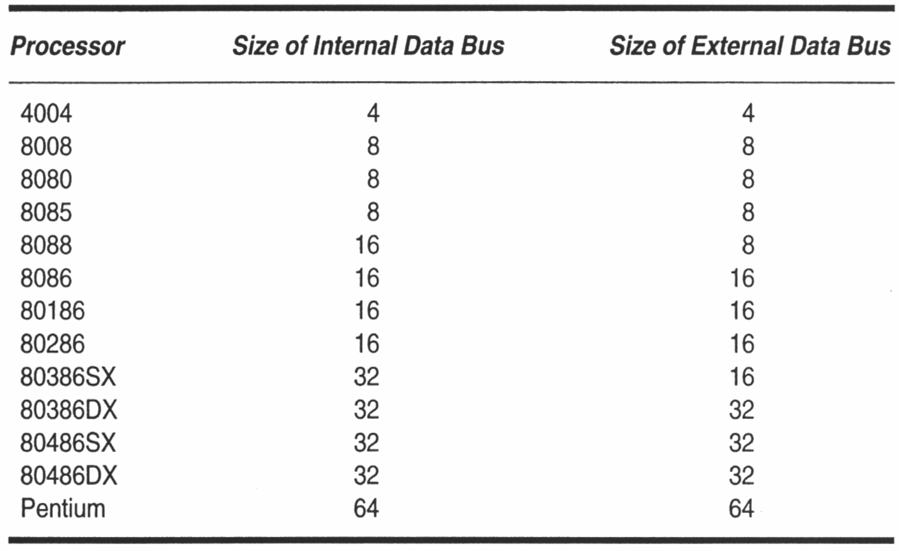 Processor Size of Internal Data Bus Size of External Data Bus
4004 4 4
8008 8 8
8080 8 8
8085 8 8
8088 16 8
8086 16 16
80186 16 16
80286 16 16
80386SX 32 16
80386DX 32 32
80486SX 32 32
80486DX 32 32
Pentium 64 64